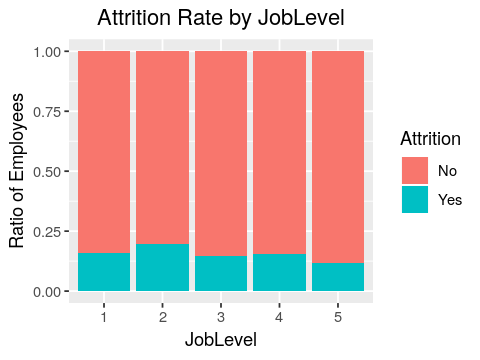 Attrition Rate by JobLevel
Ratio of Employees
1.00
0.75
0.50
0.25
0.00
1 2 3 4 5
JobLevel
Attrition
No
Yes